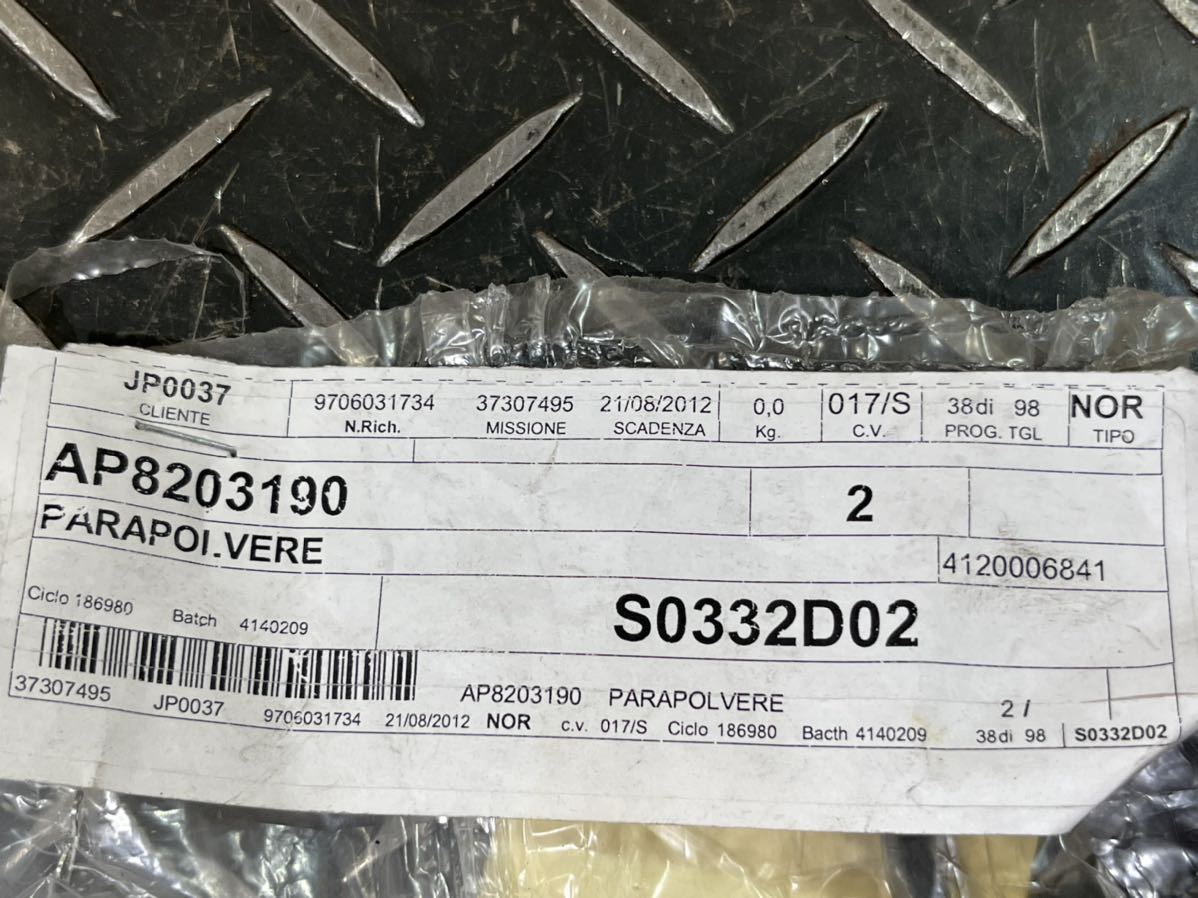 JP0037 9706031734 37307495 21/08/2012 0,0 017/S 38di 98 NOR
CLIENTE N.Rich. MISSIONE SCADENZA Kg. C.V. PROG. TGL TIPO
AP8203190 2
PARAPOLVERE 4120006841
Ciclo 186980 Batch 4140209 S0332D02
37307495 JP0037 AP8203190 PARAPOLVERE 2 /
9706031734 21/08/2012 NOR c.v. 017/S Ciclo 186980 Bacth 4140209 38di 98 S0332D02